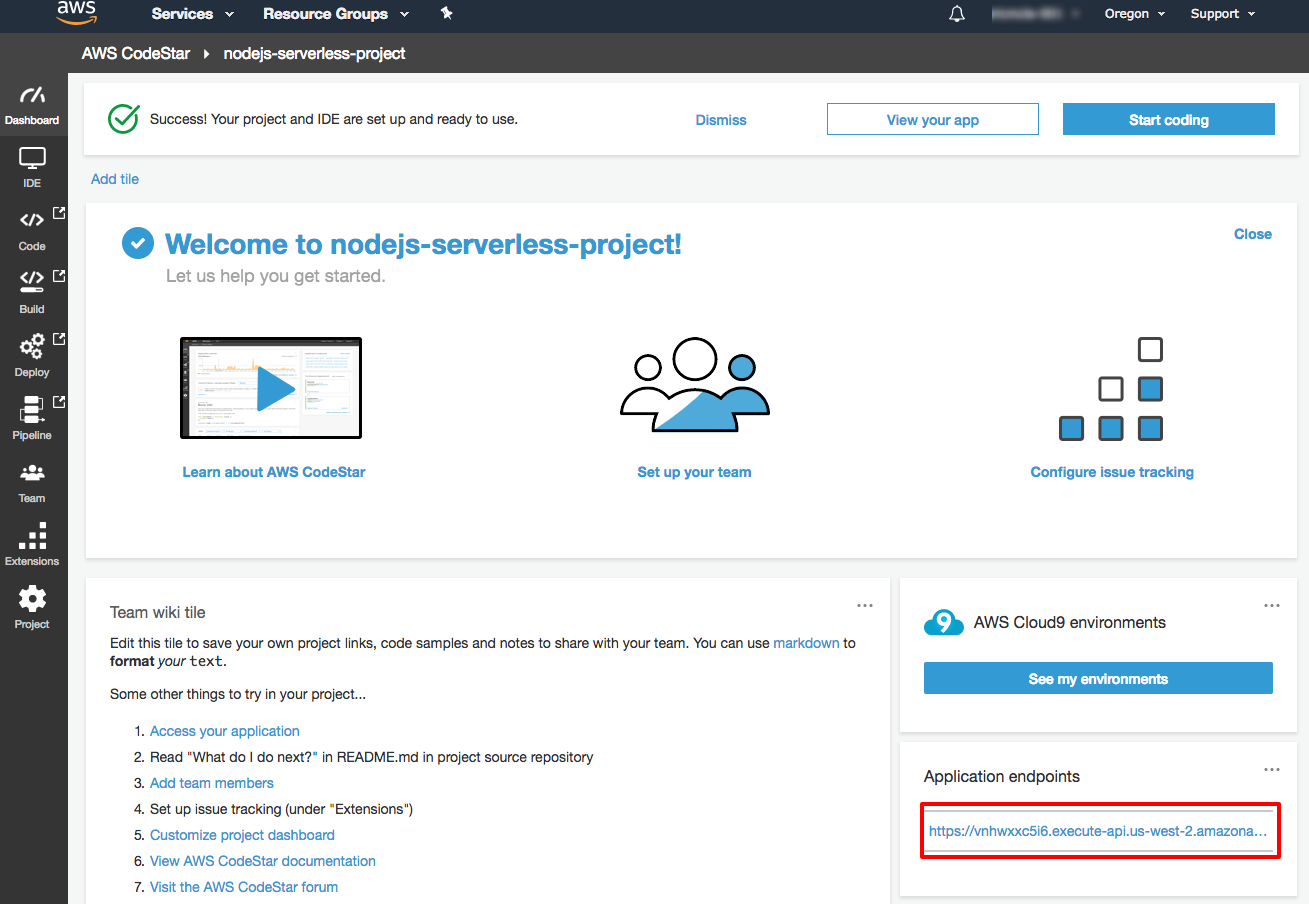 aws Services Resource Groups Oregon Support
AWS CodeStar nodejs-serverless-project
Dashboard
IDE
Code
Build
Deploy
Pipeline
Team
Extensions
Project
Success! Your project and IDE are set up and ready to use. Dismiss View your app Start coding
Add tile
Welcome to nodejs-serverless-project! Close
Let us help you get started.
Learn about AWS CodeStar Set up your team Configure issue tracking
Team wiki tile
Edit this tile to save your own project links, code samples and notes to share with your team. You can use markdown to
format your text.
Some other things to try in your project...
1. Access your application
2. Read "What do I do next?" in README.md in project source repository
3. Add team members
4. Set up issue tracking (under "Extensions")
5. Customize project dashboard
6. View AWS CodeStar documentation
7. Visit the AWS CodeStar forum
9 AWS Cloud9 environments
See my environments
Application endpoints
https://vnhwxxc5i6.execute-api.us-west-2.amazona...